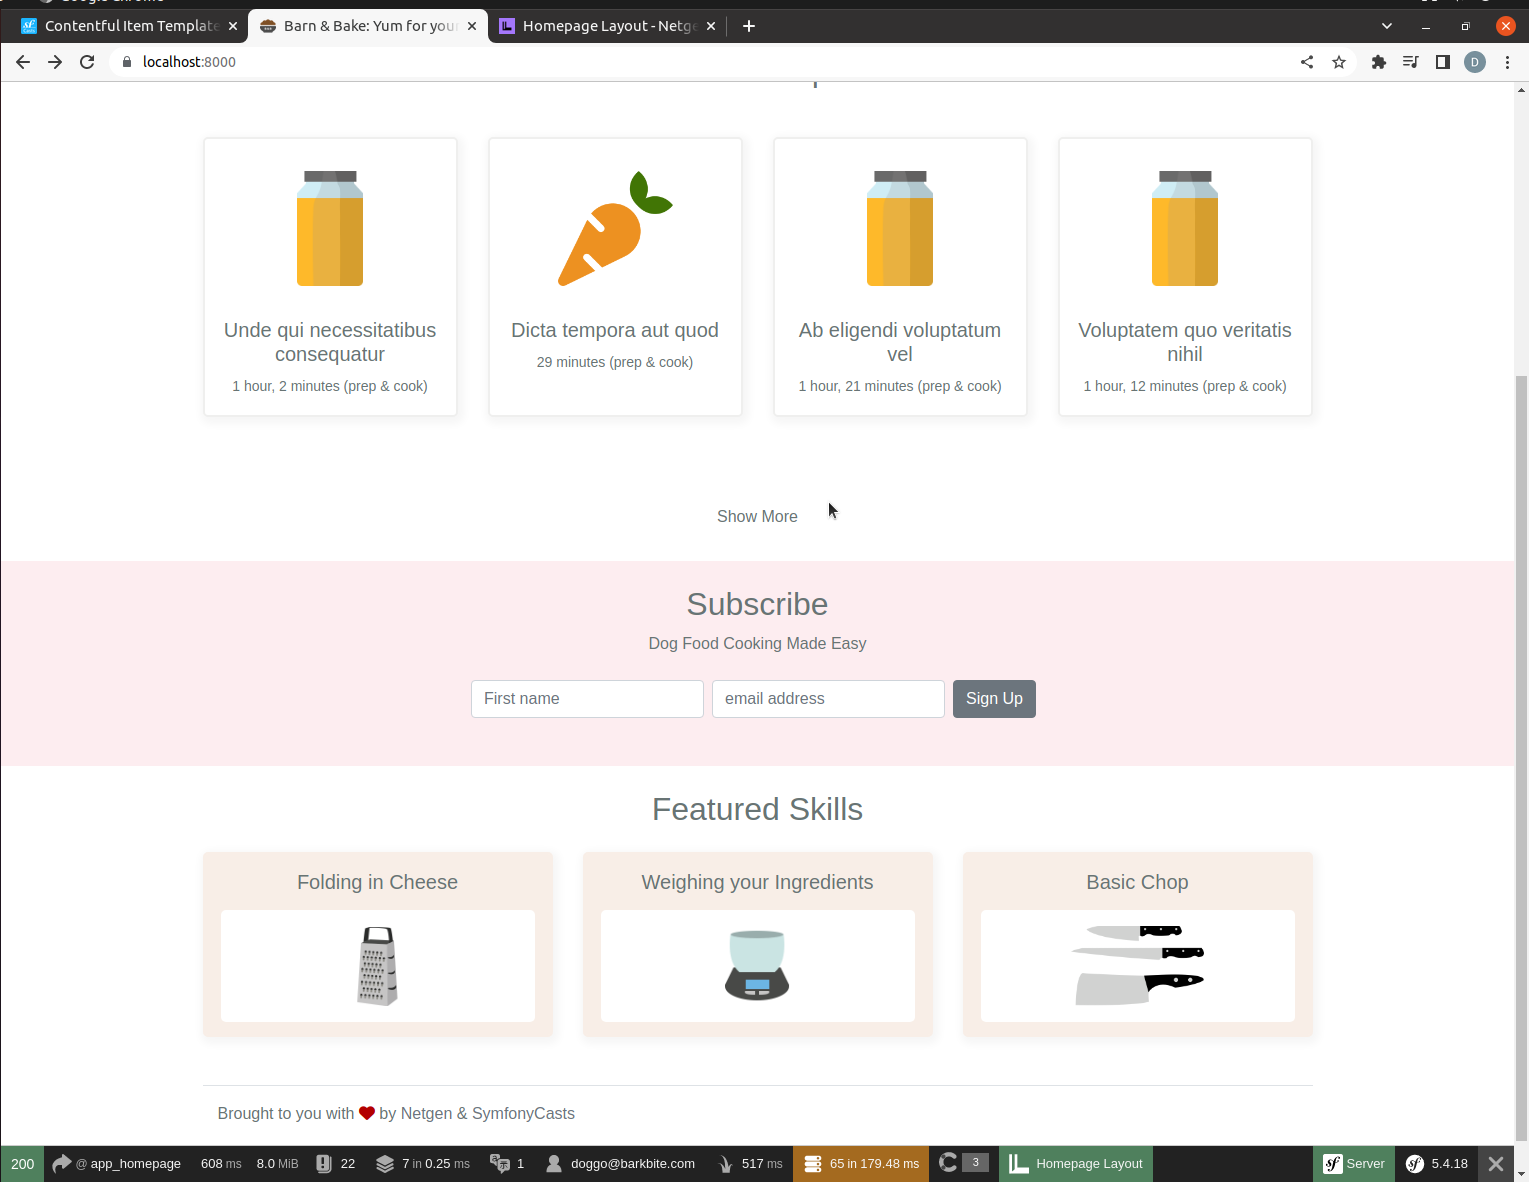 Contentful Item Template
Barn & Bake: Yum for your
Homepage Layout - Netge
localhost:8000
D
Unde qui necessitatibus
consequatur
1 hour, 2 minutes (prep & cook)
Dicta tempora aut quod
29 minutes (prep & cook)
Ab eligendi voluptatum
vel
1 hour, 21 minutes (prep & cook)
Voluptatem quo veritatis
nihil
1 hour, 12 minutes (prep & cook)
Show More
Subscribe
Dog Food Cooking Made Easy
First name
email address
Sign Up
Featured Skills
Folding in Cheese
Weighing your Ingredients
Basic Chop
Brought to you with by Netgen & SymfonyCasts
200 @ app_homepage 608 ms 8.0 MiB 22 7 in 0.25 ms 1 doggo@barkbite.com 517 ms 65 in 179.48 ms 3 Homepage Layout Server 5.4.18